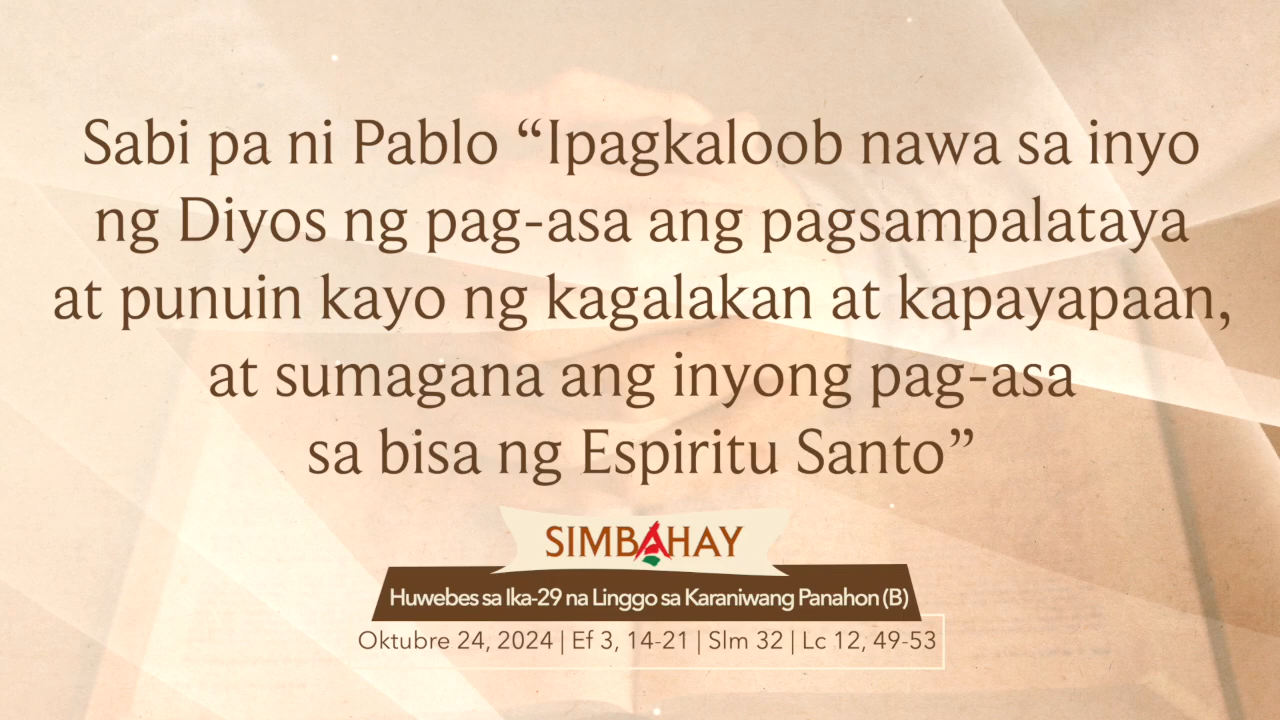 Sabi pa ni Pablo “Ipagkaloob nawa sa inyo
ng Diyos ng pag-asa ang pagsampalataya
at punuin kayo ng kagalakan at kapayapaan,
at sumagana ang inyong pag-asa
sa bisa ng Espiritu Santo”
SIMBAHAY
Huwebes sa Ika-29 na Linggo sa Karaniwang Panahon (B)
Oktubre 24, 2024 | Ef 3, 14-21 | Slm 32 | Lc 12, 49-53